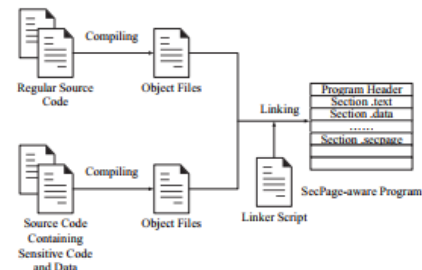 Compiling
Regular Source
Code
Object Files
Linking
Program Header
Section .text
Section .data
......
Section .secpage
SecPage-aware Program
Linker Script
Compiling
Source Code
Containing
Sensitive Code
and Data
Object Files